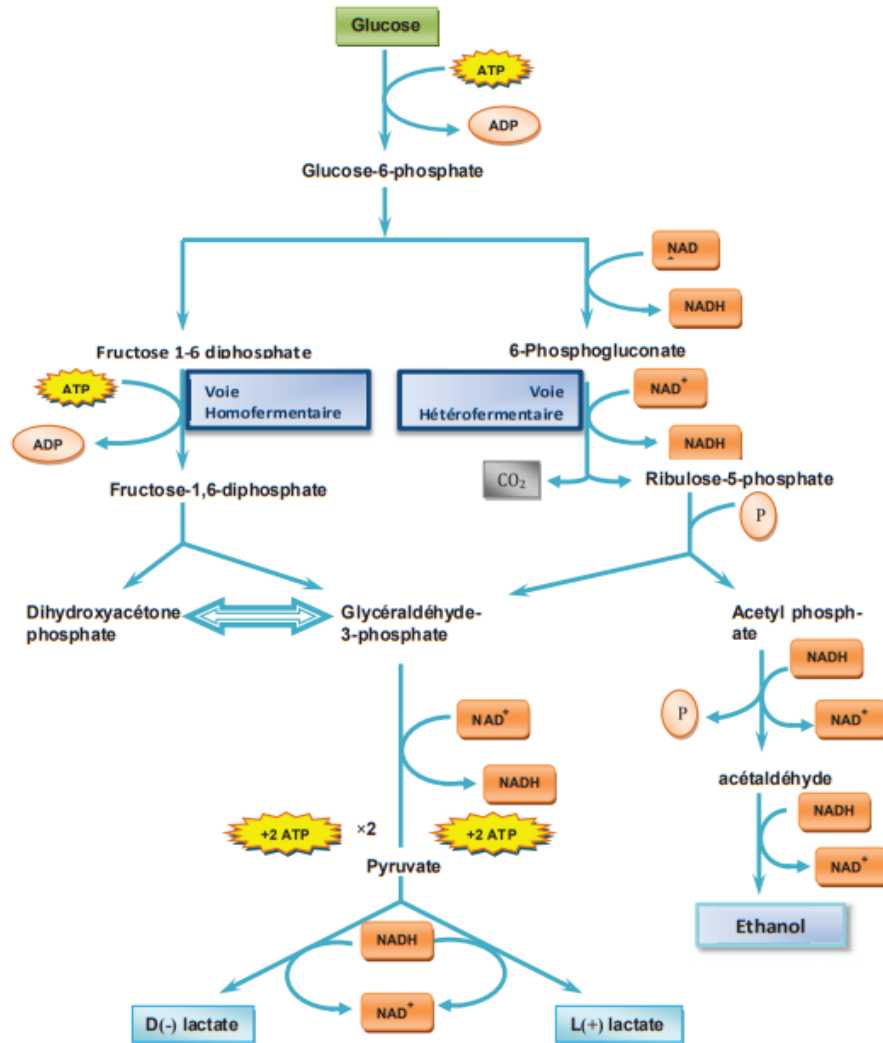 Glucose
ATP
ADP
Glucose-6-phosphate
NAD
NADH
Fructose 1-6 diphosphate
6-Phosphogluconate
ATP
Voie
Homofermentaire
Voie
Hétérofermentaire
NAD⁺
ADP
NADH
CO₂
Ribulose-5-phosphate
Fructose-1,6-diphosphate
P
Dihydroxyacétone
phosphate
Glycéraldéhyde-
3-phosphate
Acetyl phosph-
ate
NADH
P
NAD⁺
NAD⁺
NADH
acétaldéhyde
NADH
+2 ATP
×2
+2 ATP
NAD⁺
Pyruvate
Ethanol
NADH
NAD⁺
D(-) lactate
L(+) lactate